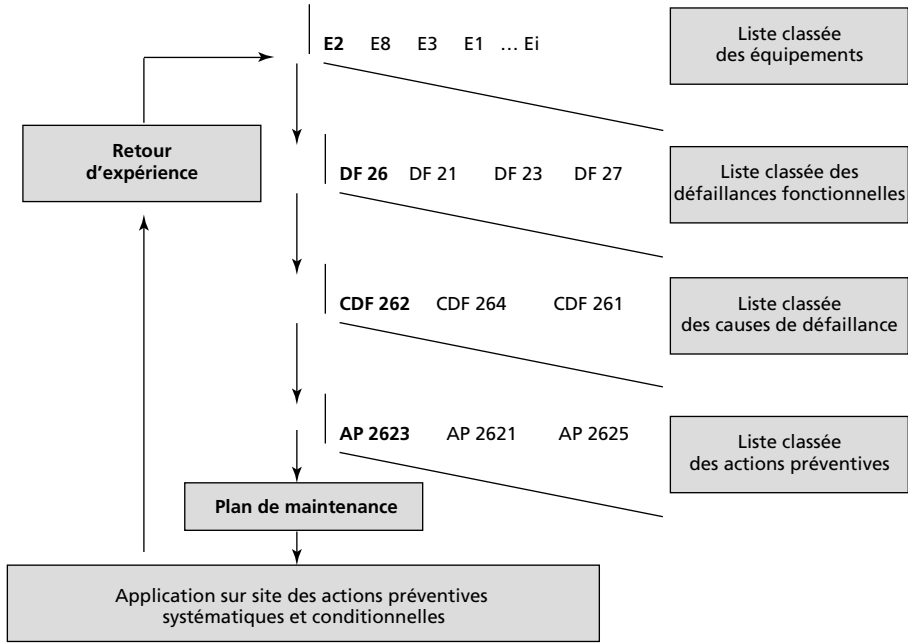 E2 E8 E3 E1 … Ei
Liste classée
des équipements
Retour
d’expérience
DF 26 DF 21 DF 23 DF 27
Liste classée des
défaillances fonctionnelles
CDF 262 CDF 264 CDF 261
Liste classée
des causes de défaillance
AP 2623 AP 2621 AP 2625
Liste classée
des actions préventives
Plan de maintenance
Application sur site des actions préventives
systématiques et conditionnelles